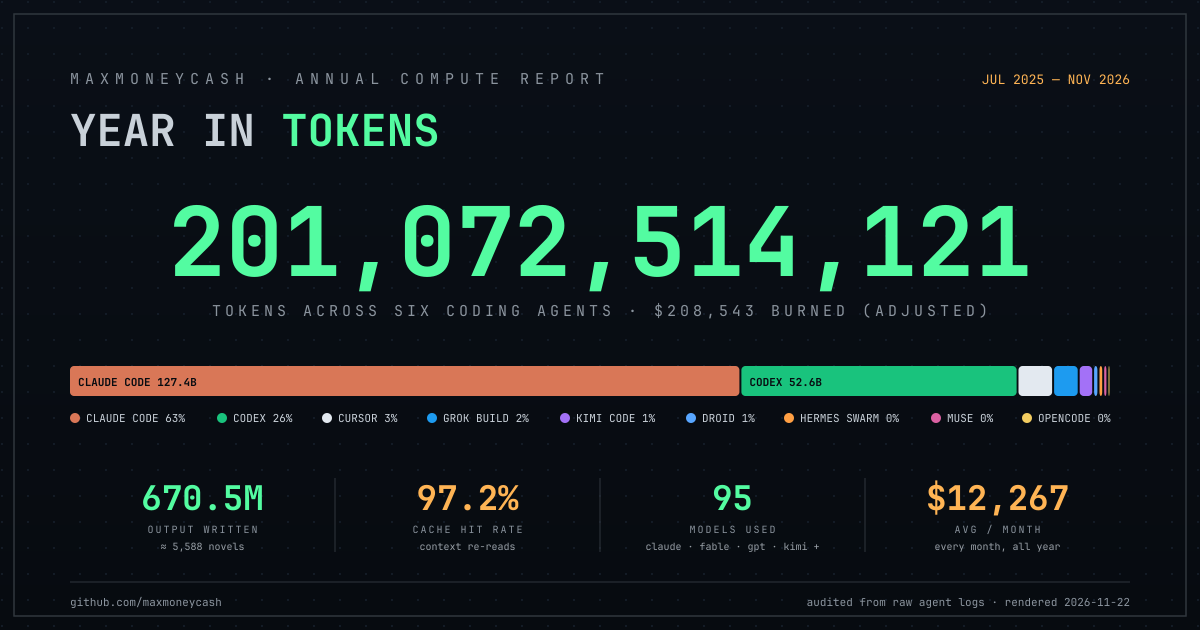 MAXMONEYCASH · ANNUAL COMPUTE REPORT
JUL 2025 — NOV 2026
YEAR IN TOKENS
201,072,514,121
TOKENS ACROSS SIX CODING AGENTS · $208,543 BURNED (ADJUSTED)
CLAUDE CODE 127.4B CODEX 52.6B
CLAUDE CODE 63% CODEX 26% CURSOR 3% GROK BUILD 2% KIMI CODE 1% DROID 1% HERMES SWARM 0% MUSE 0% OPENCODE 0%
670.5M 97.2% 95 $12,267
OUTPUT WRITTEN CACHE HIT RATE MODELS USED AVG / MONTH
≈ 5,588 novels context re-reads claude · fable · gpt · kimi + every month, all year
github.com/maxmoneycash audited from raw agent logs · rendered 2026-11-22